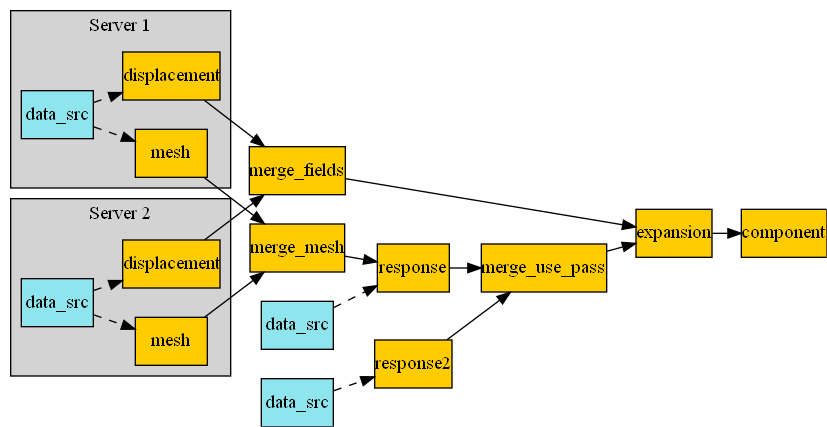 Server 1
displacement
data_src
mesh
merge_fields
Server 2
displacement
data_src
mesh
merge_mesh
response
data_src
response2
data_src
merge_use_pass
expansion
component